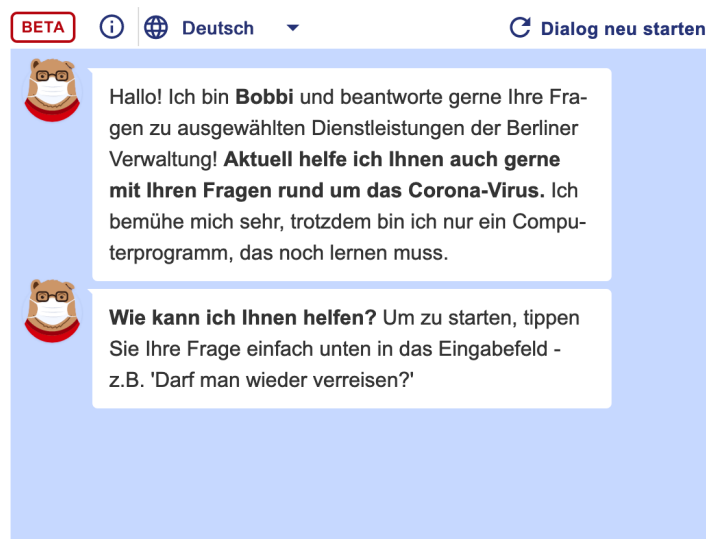 BETA
Deutsch
Dialog neu starten
Hallo! Ich bin Bobbi und beantworte gerne Ihre Fra-
gen zu ausgewählten Dienstleistungen der Berliner
Verwaltung! Aktuell helfe ich Ihnen auch gerne
mit Ihren Fragen rund um das Corona-Virus. Ich
bemühe mich sehr, trotzdem bin ich nur ein Compu-
terprogramm, das noch lernen muss.
Wie kann ich Ihnen helfen? Um zu starten, tippen
Sie Ihre Frage einfach unten in das Eingabefeld -
z.B. 'Darf man wieder verreisen?'